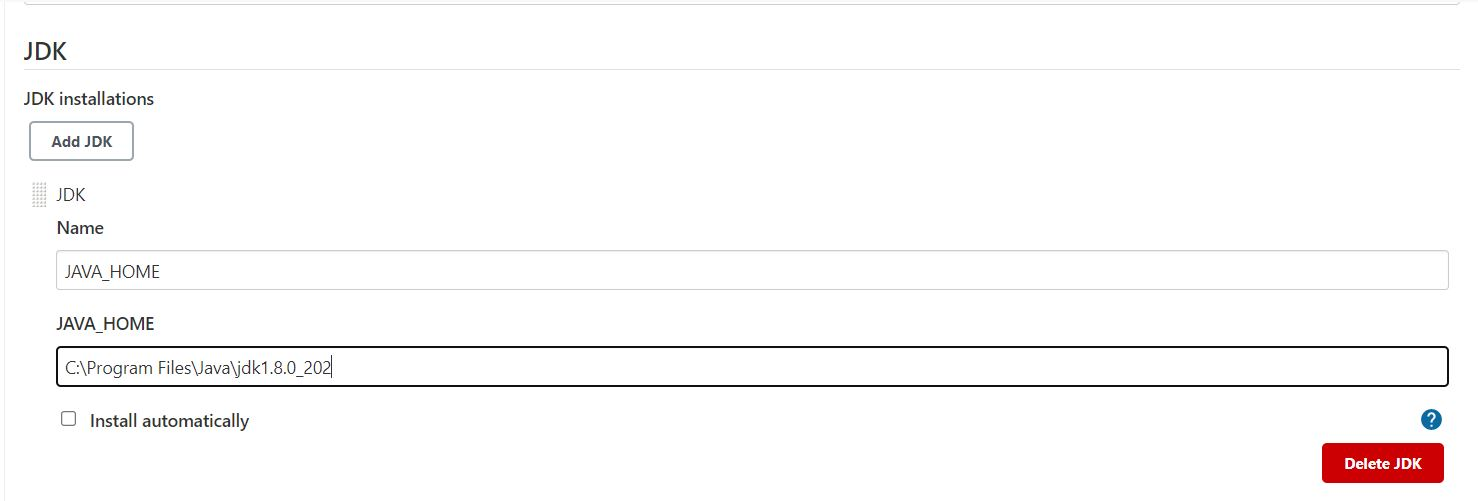 JDK
JDK installations
Add JDK
JDK
Name
JAVA_HOME
JAVA_HOME
C:\Program Files\Java\jdk1.8.0_202
Install automatically
?
Delete JDK